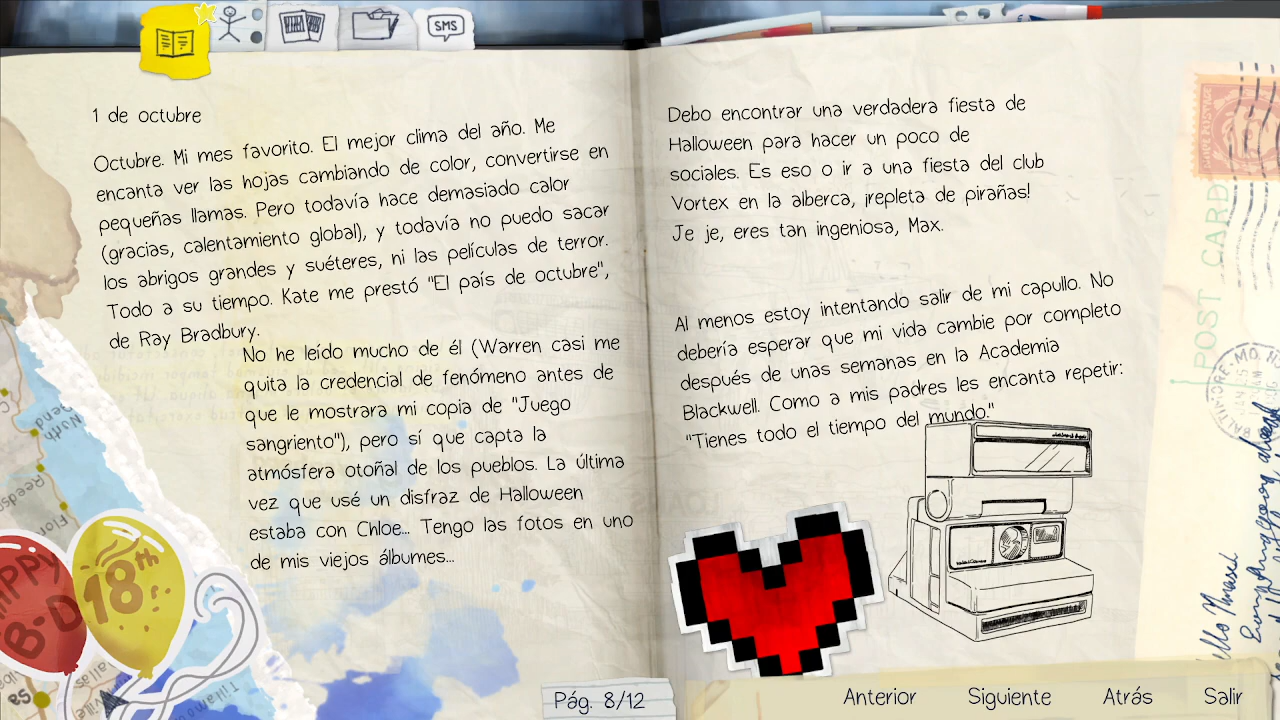 SMS
1 de octubre
Octubre. Mi mes favorito. El mejor clima del año. Me
encanta ver las hojas cambiando de color, convertirse en
pequeñas llamas. Pero todavía hace demasiado calor
(gracias, calentamiento global), y todavía no puedo sacar
los abrigos grandes y suéteres, ni las películas de terror.
Todo a su tiempo. Kate me prestó "El país de octubre",
de Ray Bradbury.
No he leído mucho de él (Warren casi me
quita la credencial de fenómeno antes de
que le mostrara mi copia de "Juego
sangriento"), pero sí que capta la
atmósfera otoñal de los pueblos. La última
vez que usé un disfraz de Halloween
estaba con Chloe... Tengo las fotos en uno
de mis viejos álbumes...
North
Bend
18th
B-D
Debo encontrar una verdadera fiesta de
Halloween para hacer un poco de
sociales. Es eso o ir a una fiesta del club
Vortex en la alberca, ¡repleta de pirañas!
Je je, eres tan ingeniosa, Max.
Al menos estoy intentando salir de mi capullo. No
debería esperar que mi vida cambie por completo
después de unas semanas en la Academia
Blackwell. Como a mis padres les encanta repetir:
"Tienes todo el tiempo del mundo."
POST CARD
Pág. 8/12
Anterior
Siguiente
Atrás
Salir